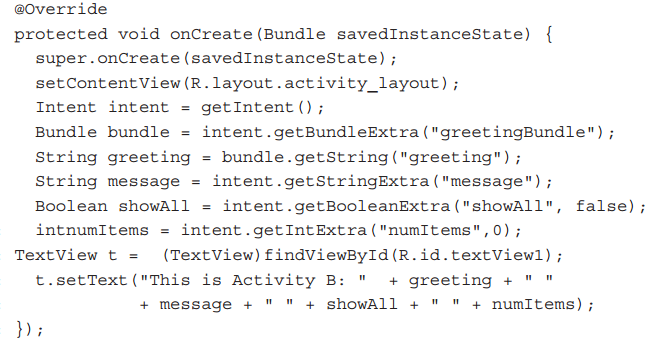 @Override
protected void onCreate(Bundle savedInstanceState) {
super.onCreate(savedInstanceState);
setContentView(R.layout.activity_layout);
Intent intent = getIntent();
Bundle bundle = intent.getBundleExtra("greetingBundle");
String greeting = bundle.getString("greeting");
String message = intent.getStringExtra("message");
Boolean showAll = intent.getBooleanExtra("showAll", false);
intnumItems = intent.getIntExtra("numItems",0);
TextView t = (TextView)findViewById(R.id.textView1);
t.setText("This is Activity B: " + greeting + " "
+ message + " " + showAll + " " + numItems);
});